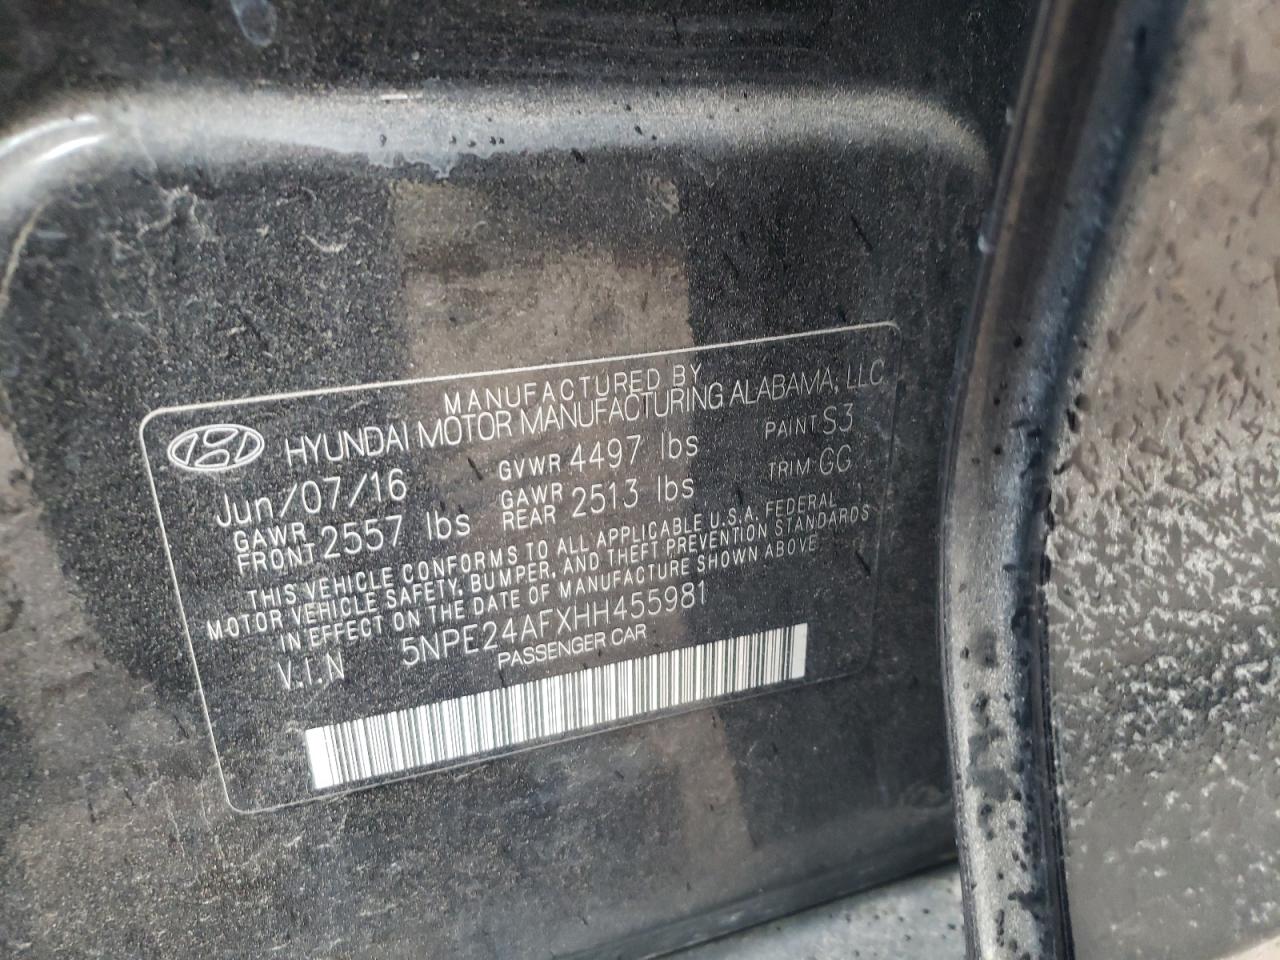 MANUFACTURED BY
HYUNDAI MOTOR MANUFACTURING ALABAMA, LLC
Jun/07/16 GVWR 4497 lbs PAINT S3
GAWR FRONT 2557 lbs GAWR REAR 2513 lbs TRIM GG
THIS VEHICLE CONFORMS TO ALL APPLICABLE U.S.A. FEDERAL
MOTOR VEHICLE SAFETY, BUMPER, AND THEFT PREVENTION STANDARDS
IN EFFECT ON THE DATE OF MANUFACTURE SHOWN ABOVE
V.I.N 5NPE24AFXHH455981
PASSENGER CAR